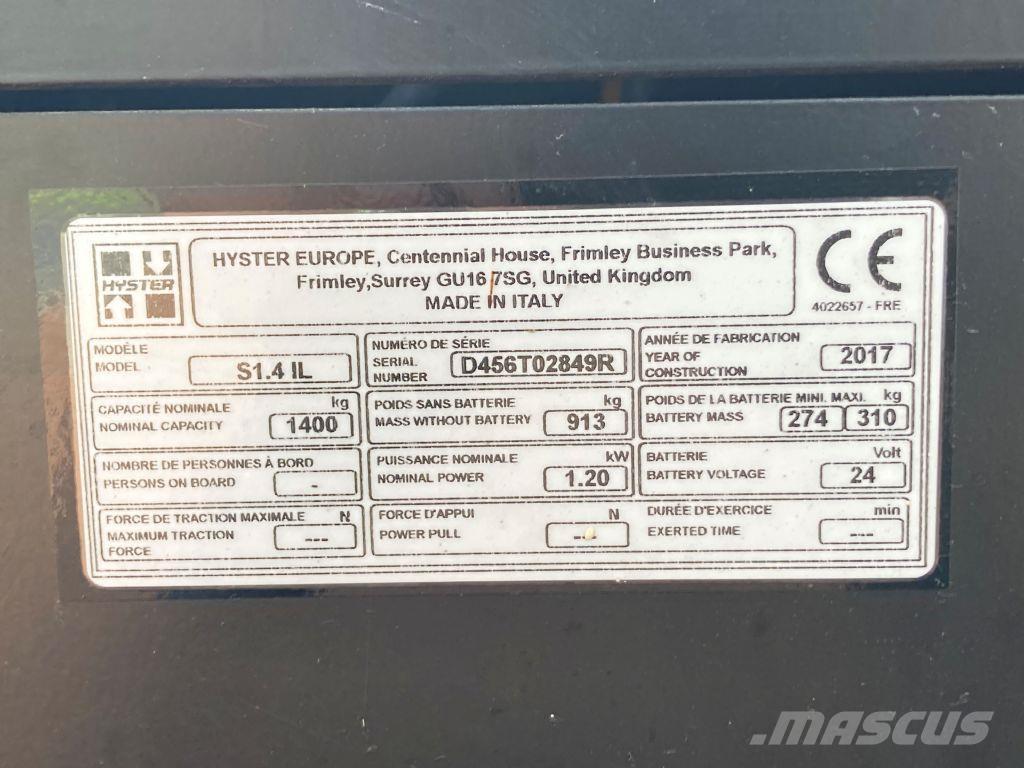 HYSTER
HYSTER EUROPE, Centennial House, Frimley Business Park,
Frimley,Surrey GU16 7SG, United Kingdom
MADE IN ITALY
CE
4022657 - FRE
MODÈLE
MODEL
S1.4 IL
NUMÉRO DE SÉRIE
SERIAL
NUMBER
D456T02849R
ANNÉE DE FABRICATION
YEAR OF
CONSTRUCTION
2017
CAPACITÉ NOMINALE kg
NOMINAL CAPACITY 1400
POIDS SANS BATTERIE kg
MASS WITHOUT BATTERY 913
POIDS DE LA BATTERIE MINI. MAXI. kg
BATTERY MASS 274 310
NOMBRE DE PERSONNES À BORD
PERSONS ON BOARD -
PUISSANCE NOMINALE kW
NOMINAL POWER 1.20
BATTERIE Volt
BATTERY VOLTAGE 24
FORCE DE TRACTION MAXIMALE N
MAXIMUM TRACTION
FORCE ---
FORCE D'APPUI N
POWER PULL ---
DURÉE D'EXERCICE min
EXERTED TIME ---
MASCUS